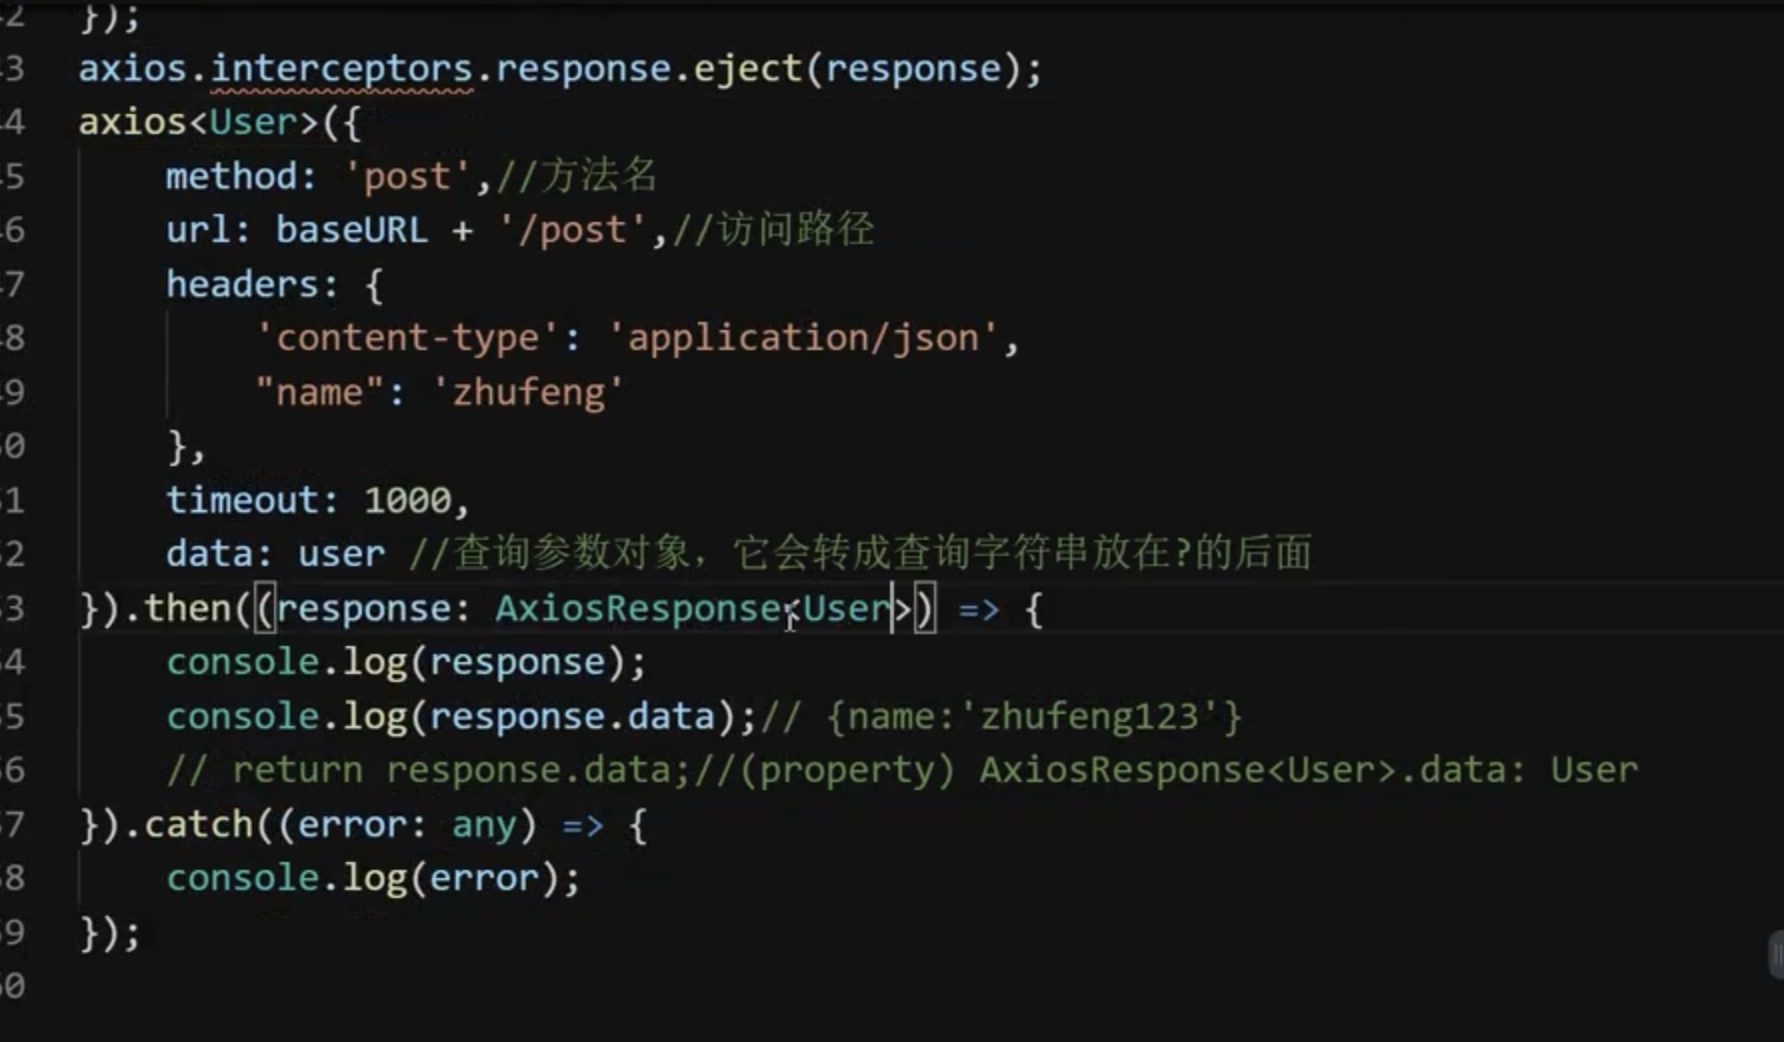 2 });
3 axios.interceptors.response.eject(response);
4 axios<User>({
5     method: 'post',//方法名
6     url: baseURL + '/post',//访问路径
7     headers: {
8         'content-type': 'application/json',
9         "name": 'zhufeng'
0     },
1     timeout: 1000,
2     data: user //查询参数对象，它会转成查询字符串放在?的后面
3 }).then((response: AxiosResponse<User>) => {
4     console.log(response);
5     console.log(response.data);// {name:'zhufeng123'}
6     // return response.data;//(property) AxiosResponse<User>.data: User
7 }).catch((error: any) => {
8     console.log(error);
9 });
0